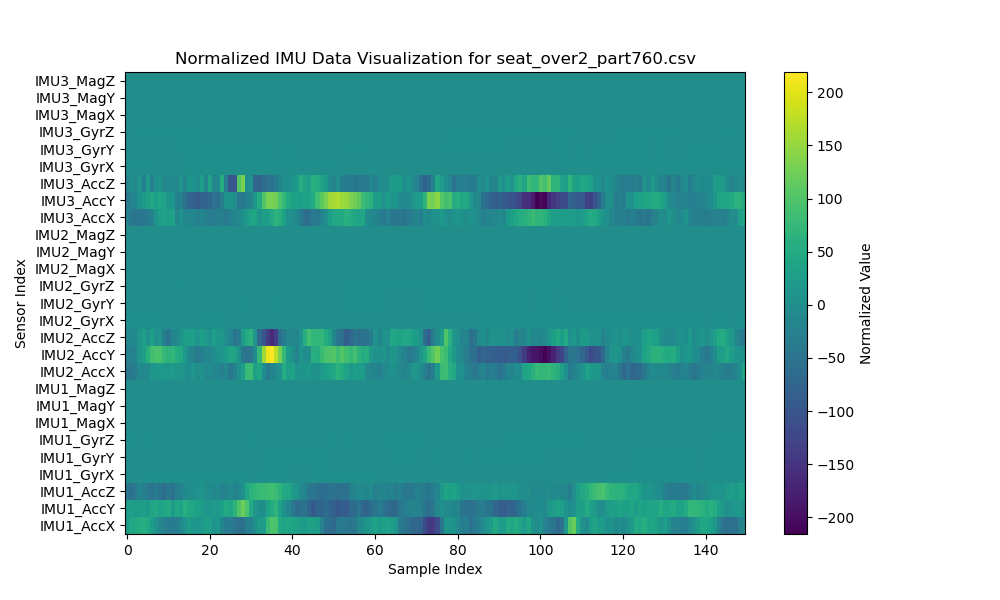 Normalized IMU Data Visualization for seat_over2_part760.csv
Sensor Index
IMU3_MagZ
IMU3_MagY
IMU3_MagX
IMU3_GyrZ
IMU3_GyrY
IMU3_GyrX
IMU3_AccZ
IMU3_AccY
IMU3_AccX
IMU2_MagZ
IMU2_MagY
IMU2_MagX
IMU2_GyrZ
IMU2_GyrY
IMU2_GyrX
IMU2_AccZ
IMU2_AccY
IMU2_AccX
IMU1_MagZ
IMU1_MagY
IMU1_MagX
IMU1_GyrZ
IMU1_GyrY
IMU1_GyrX
IMU1_AccZ
IMU1_AccY
IMU1_AccX
0 20 40 60 80 100 120 140
Sample Index
200
150
100
50
0
−50
−100
−150
−200
Normalized Value